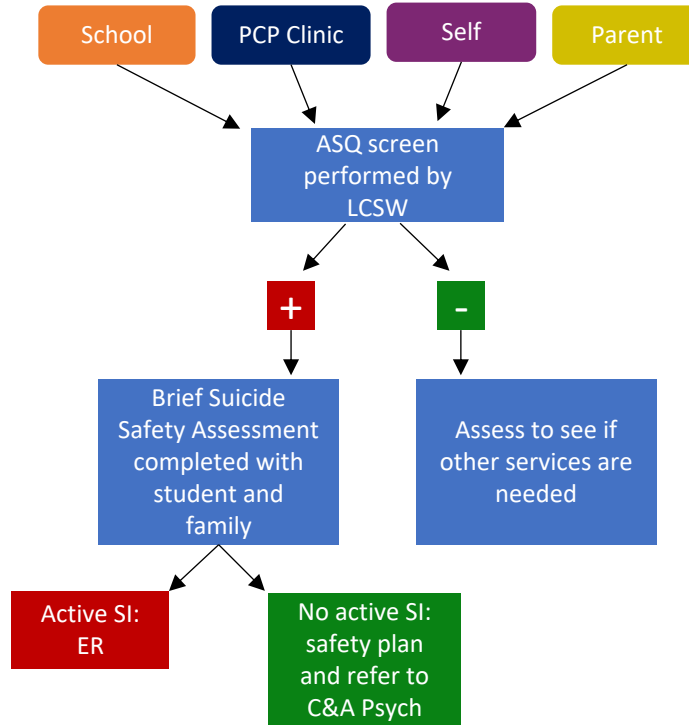 School
PCP Clinic
Self
Parent
ASQ screen
performed by
LCSW
+
-
Brief Suicide
Safety Assessment
completed with
student and
family
Assess to see if
other services are
needed
Active SI:
ER
No active SI:
safety plan
and refer to
C&A Psych